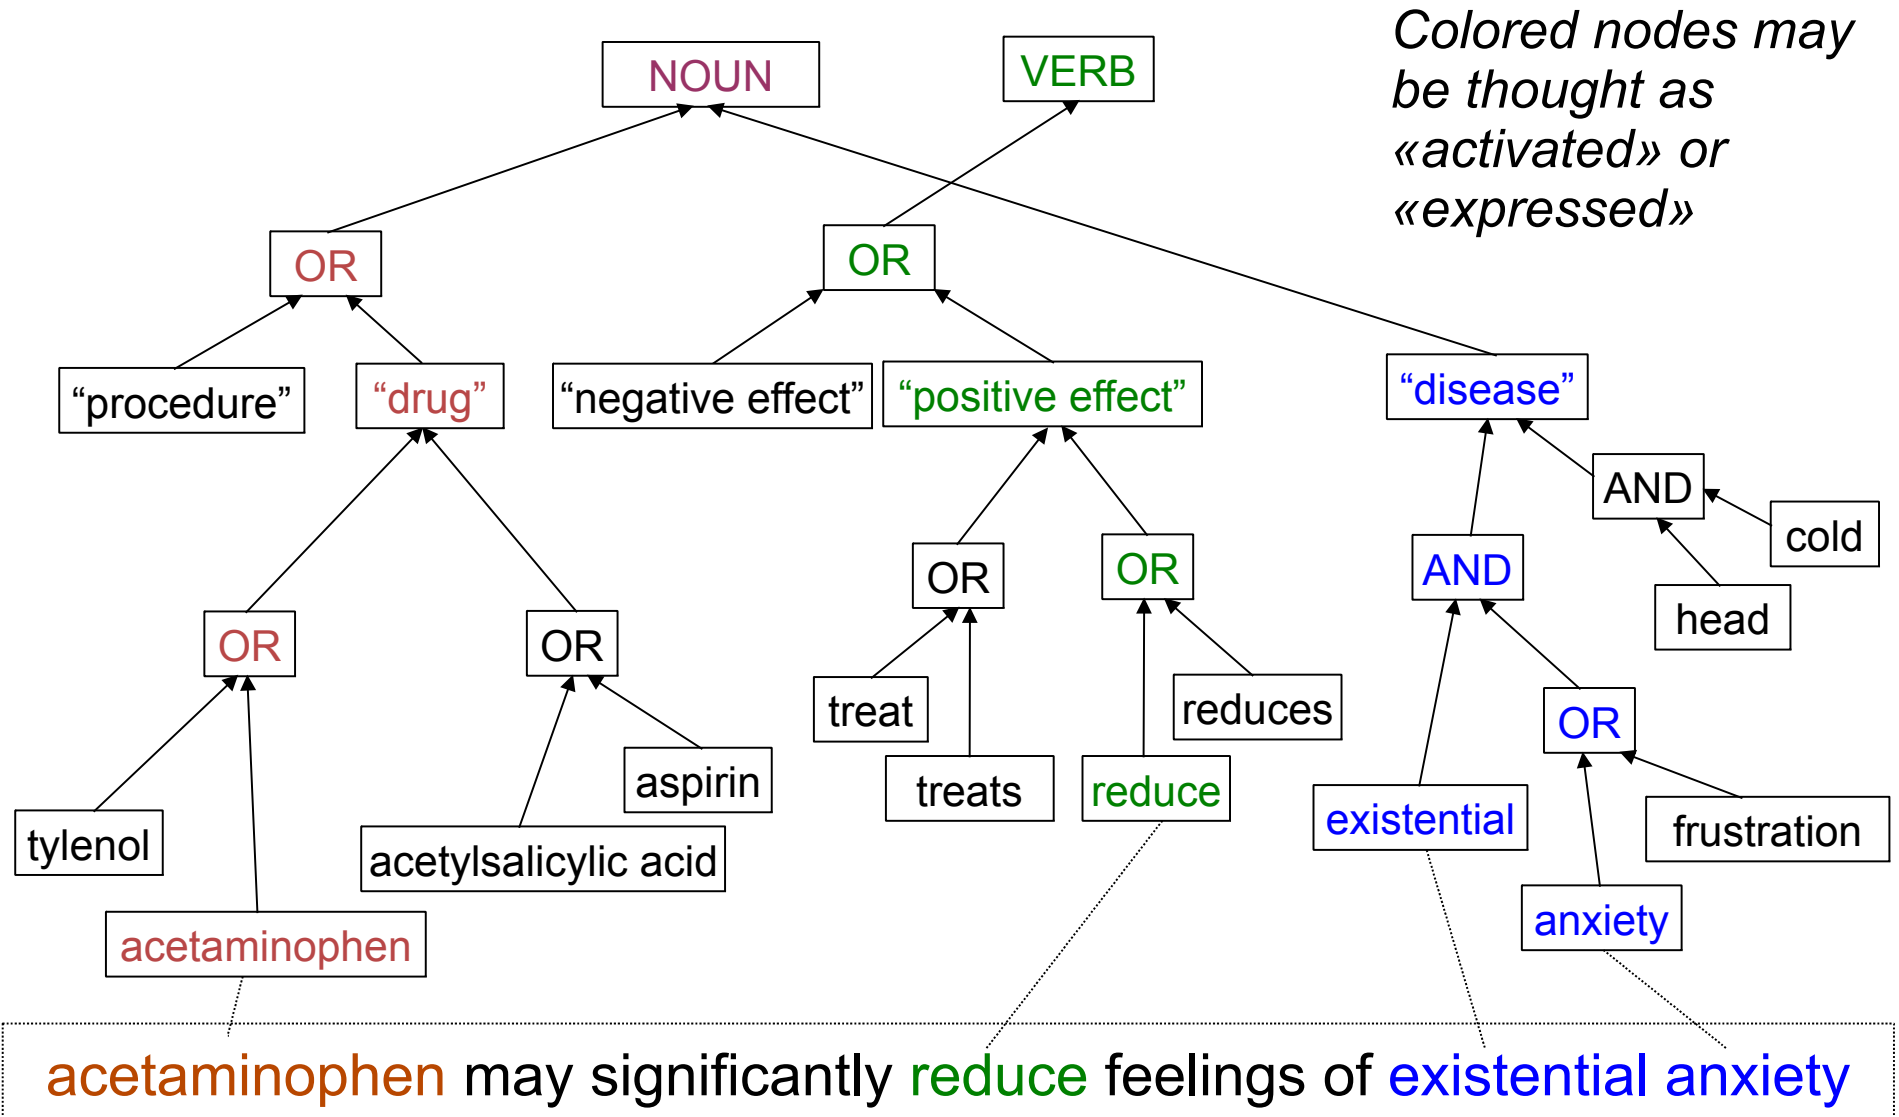 Colored nodes may
be thought as
«activated» or
«expressed»
NOUN
VERB
OR
OR
“procedure”
“drug”
“negative effect”
“positive effect”
“disease”
AND
cold
head
OR
OR
OR
OR
AND
treat
treats
reduces
reduce
OR
tylenol
acetaminophen
acetylsalicylic acid
aspirin
existential
anxiety
frustration
acetaminophen may significantly reduce feelings of existential anxiety